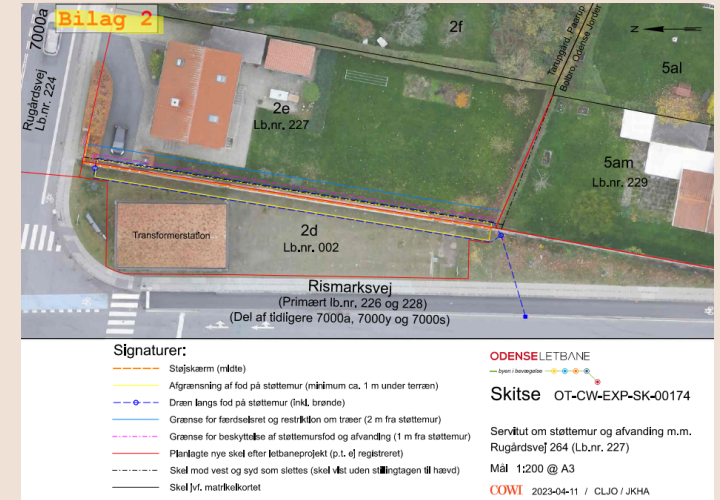 Bilag 2
7000a
Rugårdsvej
Lb.nr. 224
2f
N
Tarupgård, Paarup
Bolbro, Odense Jorder
5al
2e
Lb.nr. 227
5am
Lb.nr. 229
2d
Lb.nr. 002
Transformerstation
Rismarksvej
(Primært lb.nr. 226 og 228)
(Del af tidligere 7000a, 7000y og 7000s)
Signaturer:
Støjskærm (midte)
Afgrænsning af fod på støttemur (minimum ca. 1 m under terræn)
Dræn langs fod på støttemur (inkl. brønde)
Grænse for færdselsret og restriktion om træer (2 m fra støttemur)
Grænse for beskyttelse af støttemursfod og afvanding (1 m fra støttemur)
Planlagte nye skel efter letbaneprojekt (p.t. ej registreret)
Skel mod vest og syd som slettes (skel vist uden stillingtagen til hævd)
Skel jvf. matrikelkortet
ODENSELETBANE
byen i bevægelse
Skitse OT-CW-EXP-SK-00174
Servitut om støttemur og afvanding m.m.
Rugårdsvej 264 (Lb.nr. 227)
Mål 1:200 @ A3
COWI 2023-04-11 / CLJO / JKHA